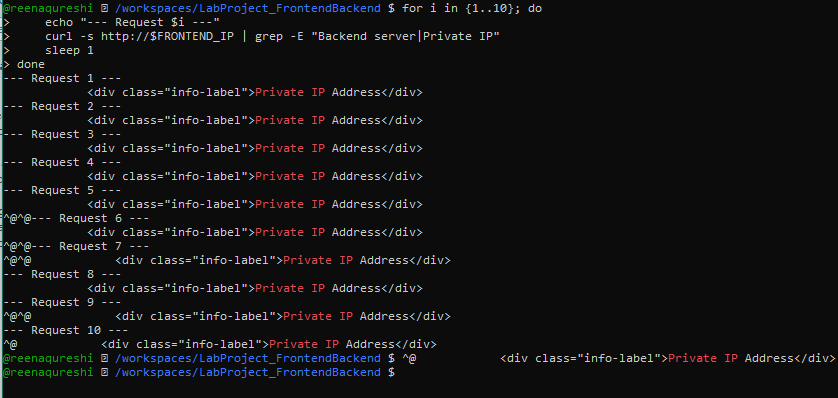 @reenaqureshi ⍰ /workspaces/LabProject_FrontendBackend $ for i in {1..10}; do
>     echo "--- Request $i ---"
>     curl -s http://$FRONTEND_IP | grep -E "Backend server|Private IP"
>     sleep 1
> done
--- Request 1 ---
            <div class="info-label">Private IP Address</div>
--- Request 2 ---
            <div class="info-label">Private IP Address</div>
--- Request 3 ---
            <div class="info-label">Private IP Address</div>
--- Request 4 ---
            <div class="info-label">Private IP Address</div>
--- Request 5 ---
            <div class="info-label">Private IP Address</div>
^@^@--- Request 6 ---
            <div class="info-label">Private IP Address</div>
^@^@--- Request 7 ---
^@^@            <div class="info-label">Private IP Address</div>
--- Request 8 ---
            <div class="info-label">Private IP Address</div>
--- Request 9 ---
^@^@            <div class="info-label">Private IP Address</div>
--- Request 10 ---
^@            <div class="info-label">Private IP Address</div>
@reenaqureshi ⍰ /workspaces/LabProject_FrontendBackend $ ^@            <div class="info-label">Private IP Address</div>
@reenaqureshi ⍰ /workspaces/LabProject_FrontendBackend $